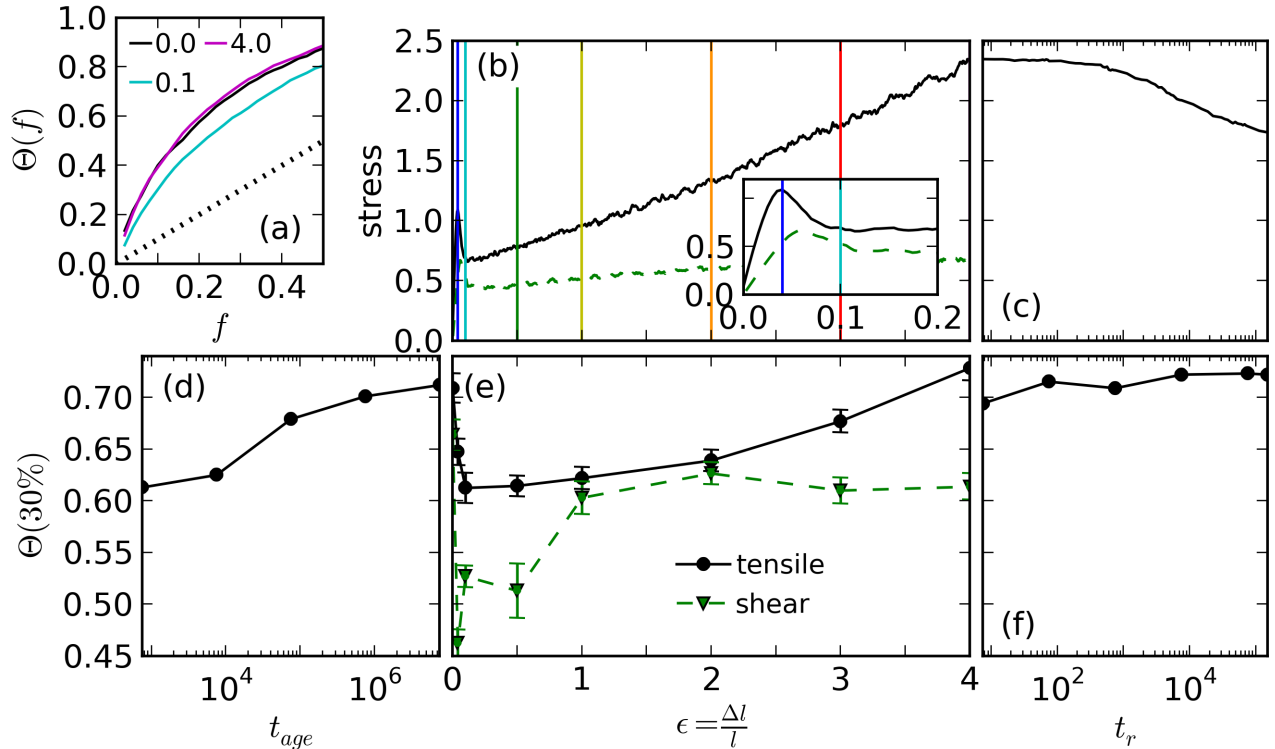 1.0
0.8
0.6
0.4
0.2
0.0
Θ(f)
0.0 4.0
0.1
(a)
0.0 0.2 0.4
f
2.5
2.0
1.5
1.0
0.5
0.0
stress
(b)
0.5
0.0
0.0 0.1 0.2
(c)
0.70
0.65
0.60
0.55
0.50
0.45
Θ(30%)
(d)
10^4 10^6
t_age
(e)
tensile
shear
0 1 2 3 4
ϵ = Δl/l
(f)
10^2 10^4
t_r